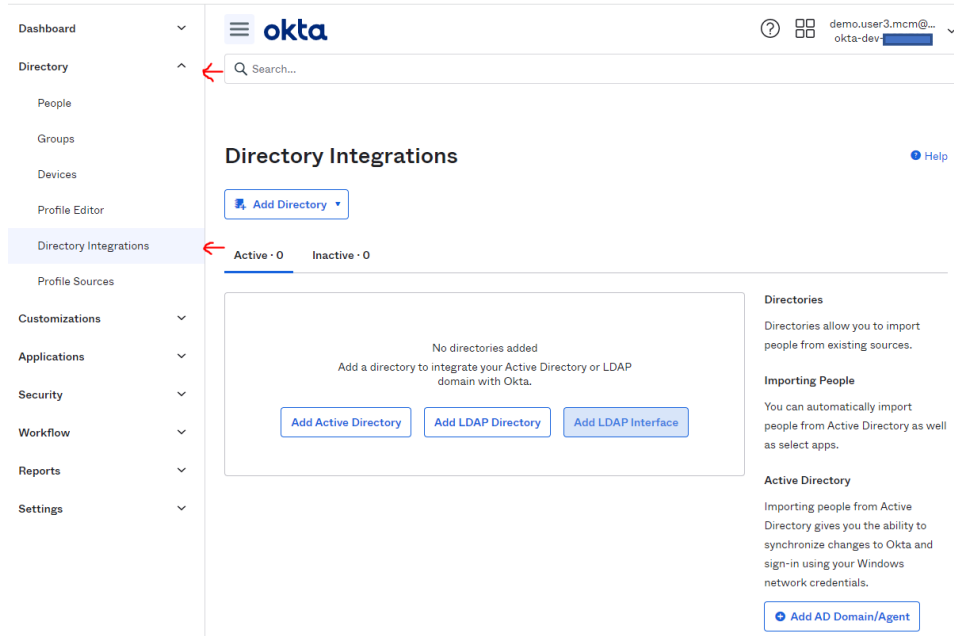 Dashboard
Directory
People
Groups
Devices
Profile Editor
Directory Integrations
Profile Sources
Customizations
Applications
Security
Workflow
Reports
Settings
okta
demo.user3.mcm@...
okta-dev-
Search...
Directory Integrations
Help
Add Directory
Active · 0
Inactive · 0
No directories added
Add a directory to integrate your Active Directory or LDAP
domain with Okta.
Add Active Directory
Add LDAP Directory
Add LDAP Interface
Directories
Directories allow you to import
people from existing sources.
Importing People
You can automatically import
people from Active Directory as well
as select apps.
Active Directory
Importing people from Active
Directory gives you the ability to
synchronize changes to Okta and
sign-in using your Windows
network credentials.
Add AD Domain/Agent